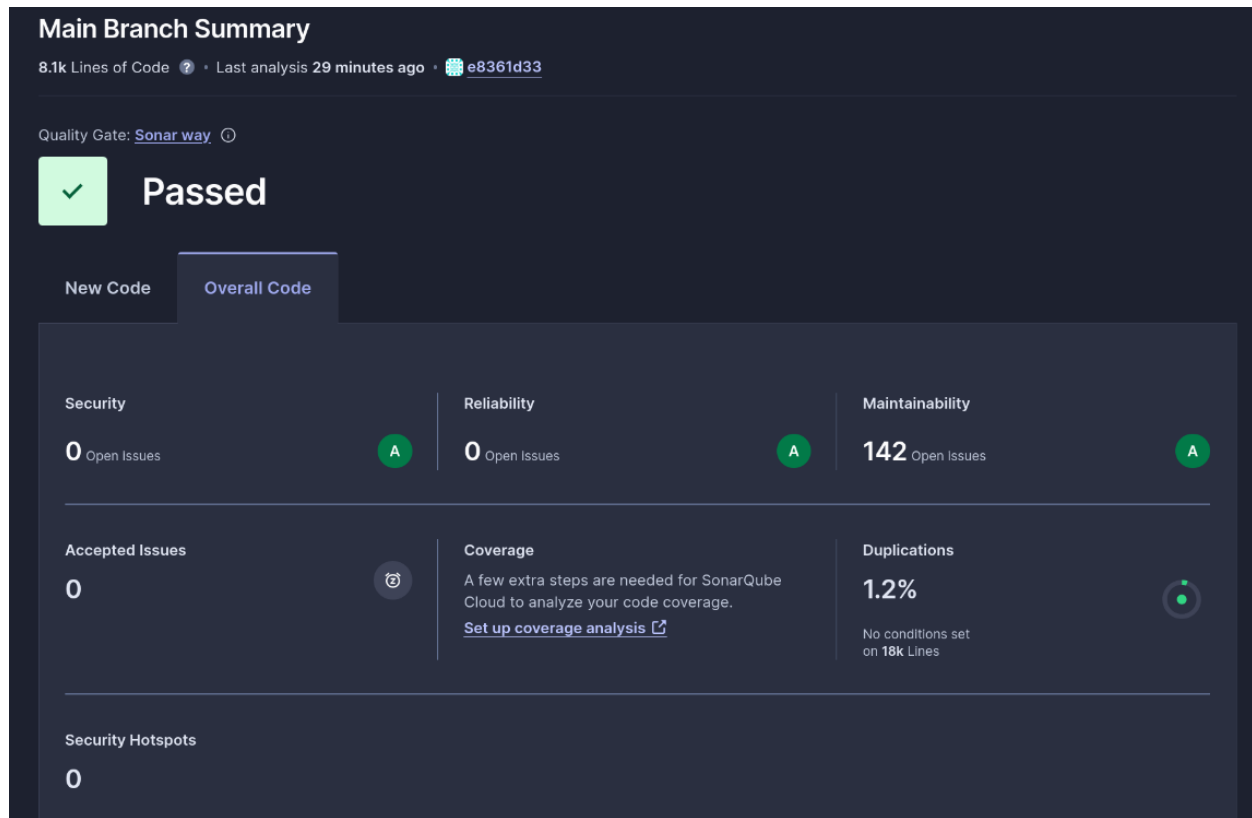 Main Branch Summary
8.1k Lines of Code ? • Last analysis 29 minutes ago • e8361d33
Quality Gate: Sonar way
Passed
New Code
Overall Code
Security
0 Open Issues
A
Reliability
0 Open Issues
A
Maintainability
142 Open Issues
A
Accepted Issues
0
Coverage
A few extra steps are needed for SonarQube
Cloud to analyze your code coverage.
Set up coverage analysis
Duplications
1.2%
No conditions set
on 18k Lines
Security Hotspots
0